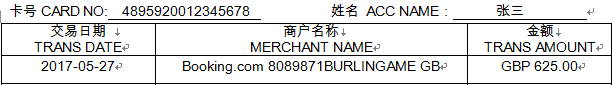 卡号 CARD NO: 4895920012345678 姓名 ACC NAME : 张三
交易日期 ↓ 商户名称↓ 金额 ↓
TRANS DATE MERCHANT NAME TRANS AMOUNT
2017-05-27 Booking.com 8089871BURLINGAME GB GBP 625.00